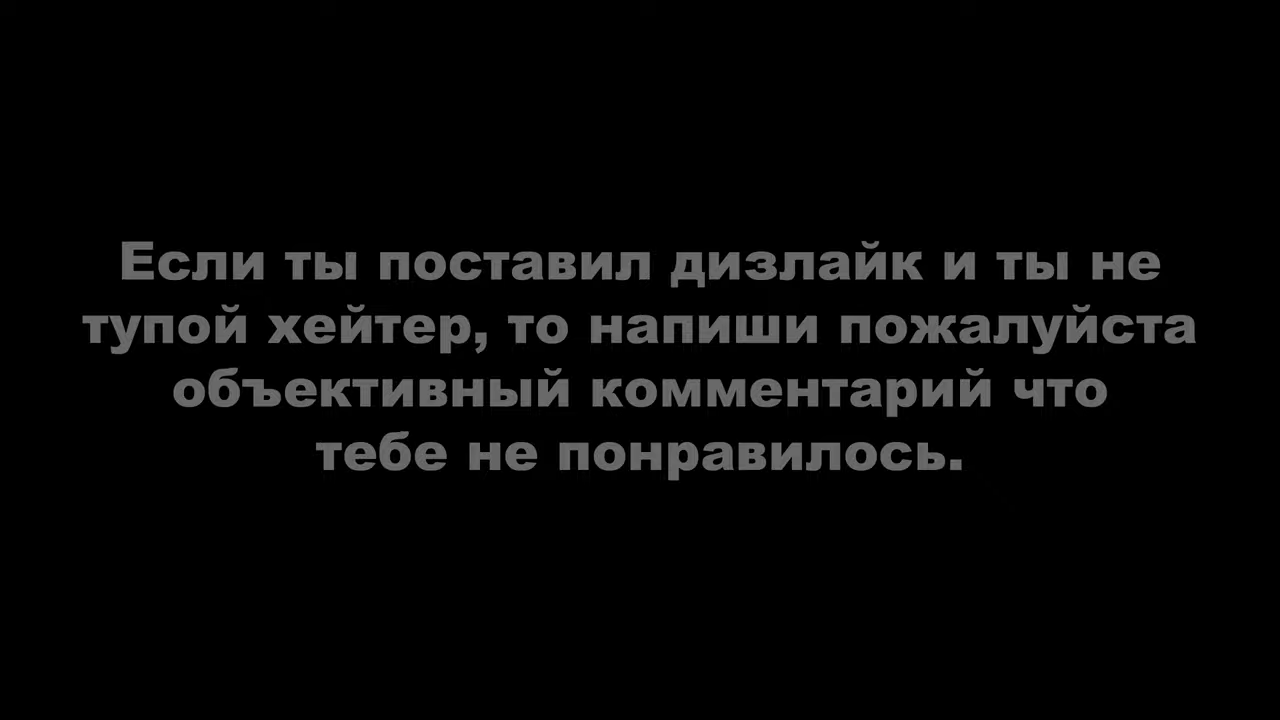 Если ты поставил дизлайк и ты не
тупой хейтер, то напиши пожалуйста
объективный комментарий что
тебе не понравилось.